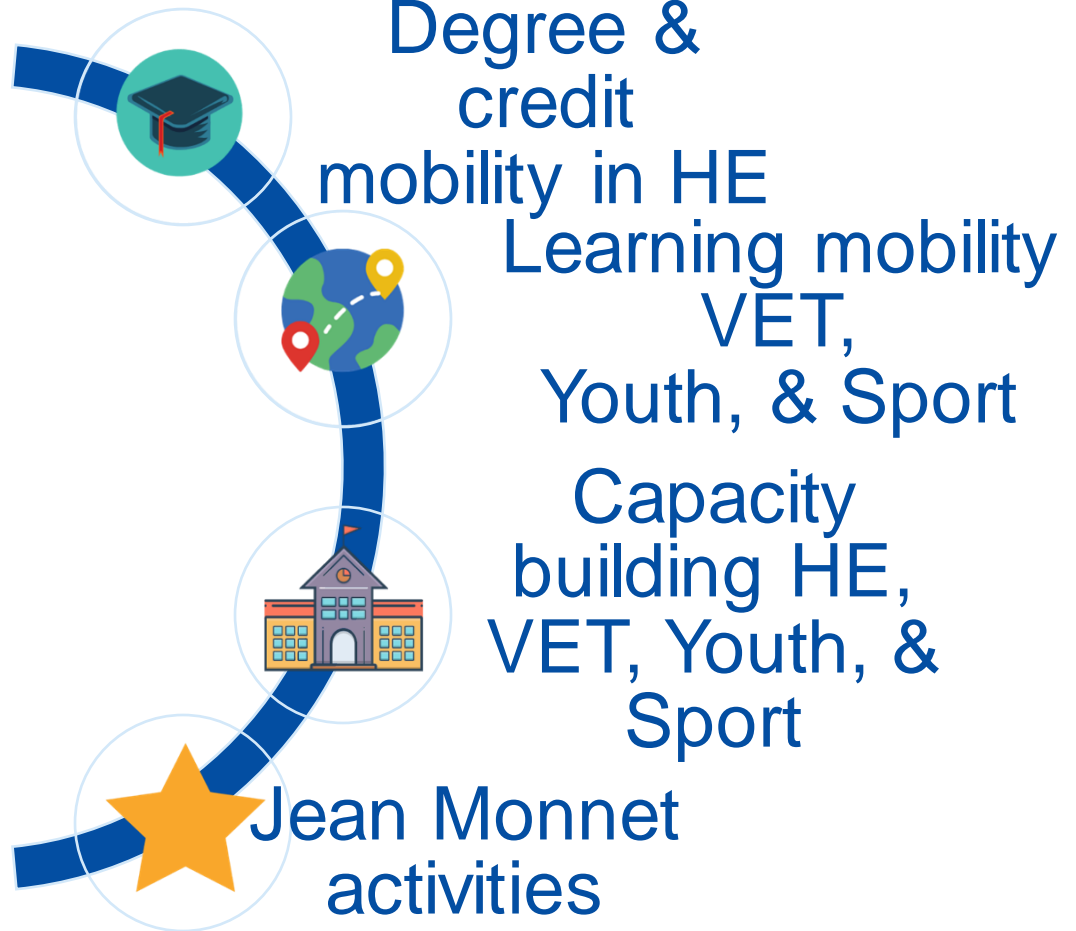 Degree &
credit
mobility in HE
Learning mobility
VET,
Youth, & Sport
Capacity
building HE,
VET, Youth, &
Sport
Jean Monnet
activities